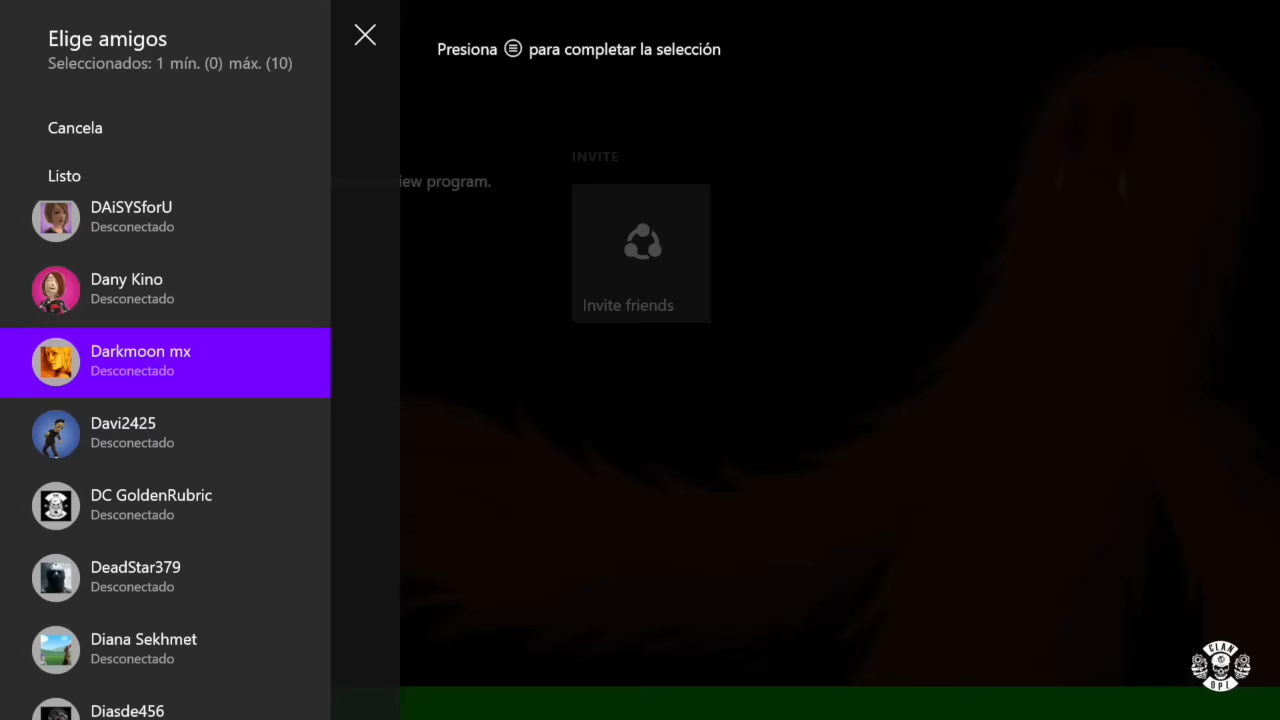 Elige amigos
Seleccionados: 1 mín. (0) máx. (10)
Cancela
Listo
DAiSYSforU
Desconectado
Dany Kino
Desconectado
Darkmoon mx
Desconectado
Davi2425
Desconectado
DC GoldenRubric
Desconectado
DeadStar379
Desconectado
Diana Sekhmet
Desconectado
Diasde456
Presiona para completar la selección
iew program.
INVITE
Invite friends
CLAN
OPL